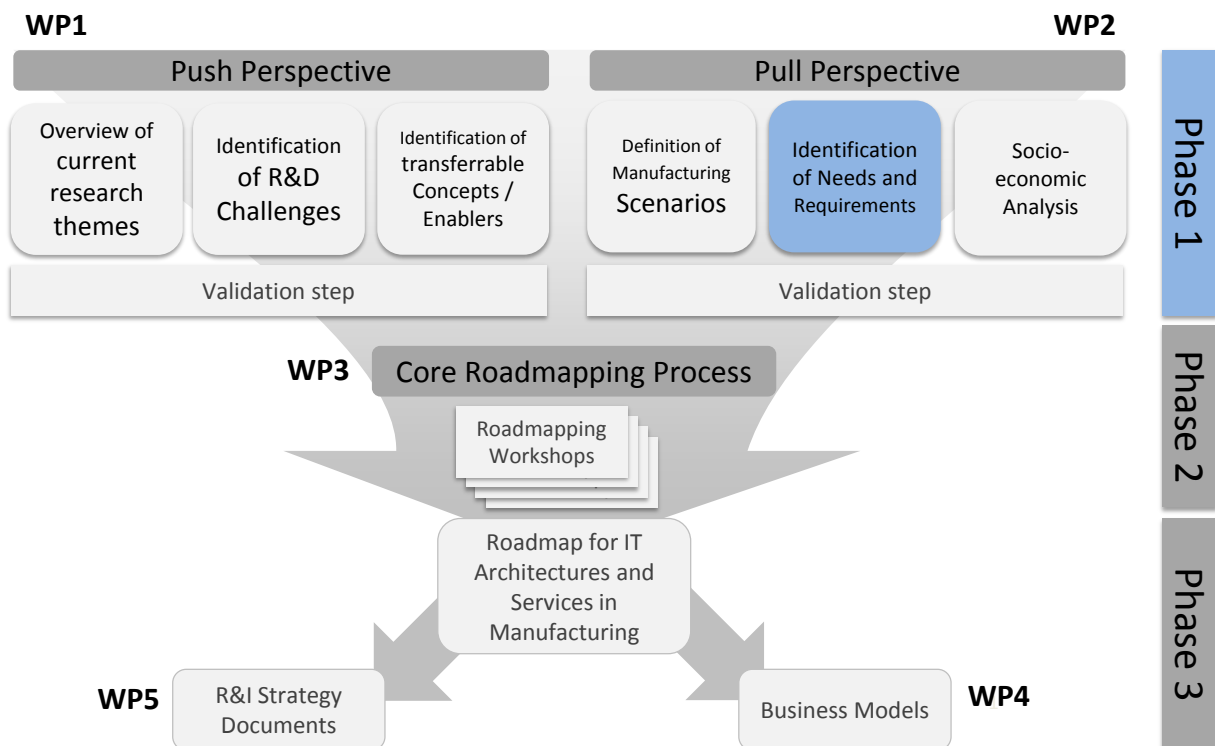 WP1
WP2
Push Perspective
Pull Perspective
Overview of
current
research
themes
Identification
of R&D
Challenges
Identification of
transferrable
Concepts /
Enablers
Definition of
Manufacturing
Scenarios
Identification
of Needs and
Requirements
Socio-
economic
Analysis
Phase 1
Validation step
Validation step
WP3
Core Roadmapping Process
Roadmapping
Workshops
Phase 2
Roadmap for IT
Architectures and
Services in
Manufacturing
Phase 3
WP5
R&I Strategy
Documents
Business Models
WP4